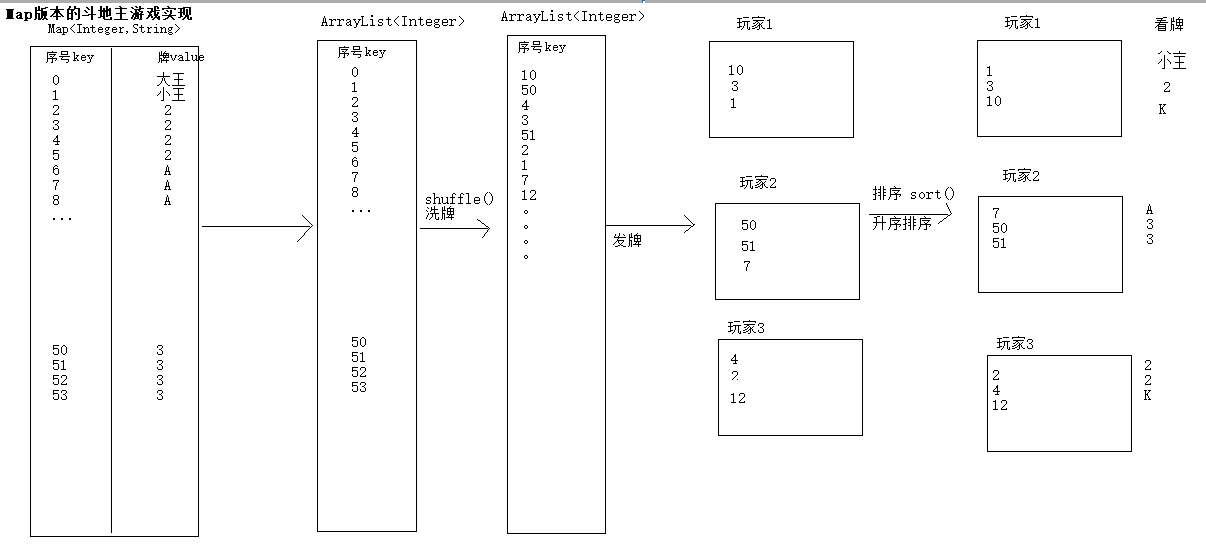 Map版本的斗地主游戏实现
Map<Integer,String>
序号key 牌value
0 大王
1 小王
2 2
3 2
4 2
5 2
6 A
7 A
8 A
...
50 3
51 3
52 3
53 3
ArrayList<Integer>
序号key
0
1
2
3
4
5
6
7
8
...
50
51
52
53
shuffle()
洗牌
ArrayList<Integer>
序号key
10
50
4
3
51
2
1
7
12
。
。
。
。
发牌
玩家1
10
3
1
玩家2
50
51
7
玩家3
4
2
12
排序 sort()
升序排序
玩家1
1
3
10
玩家2
7
50
51
玩家3
2
4
12
看牌
小王
2
K
A
3
3
2
2
K